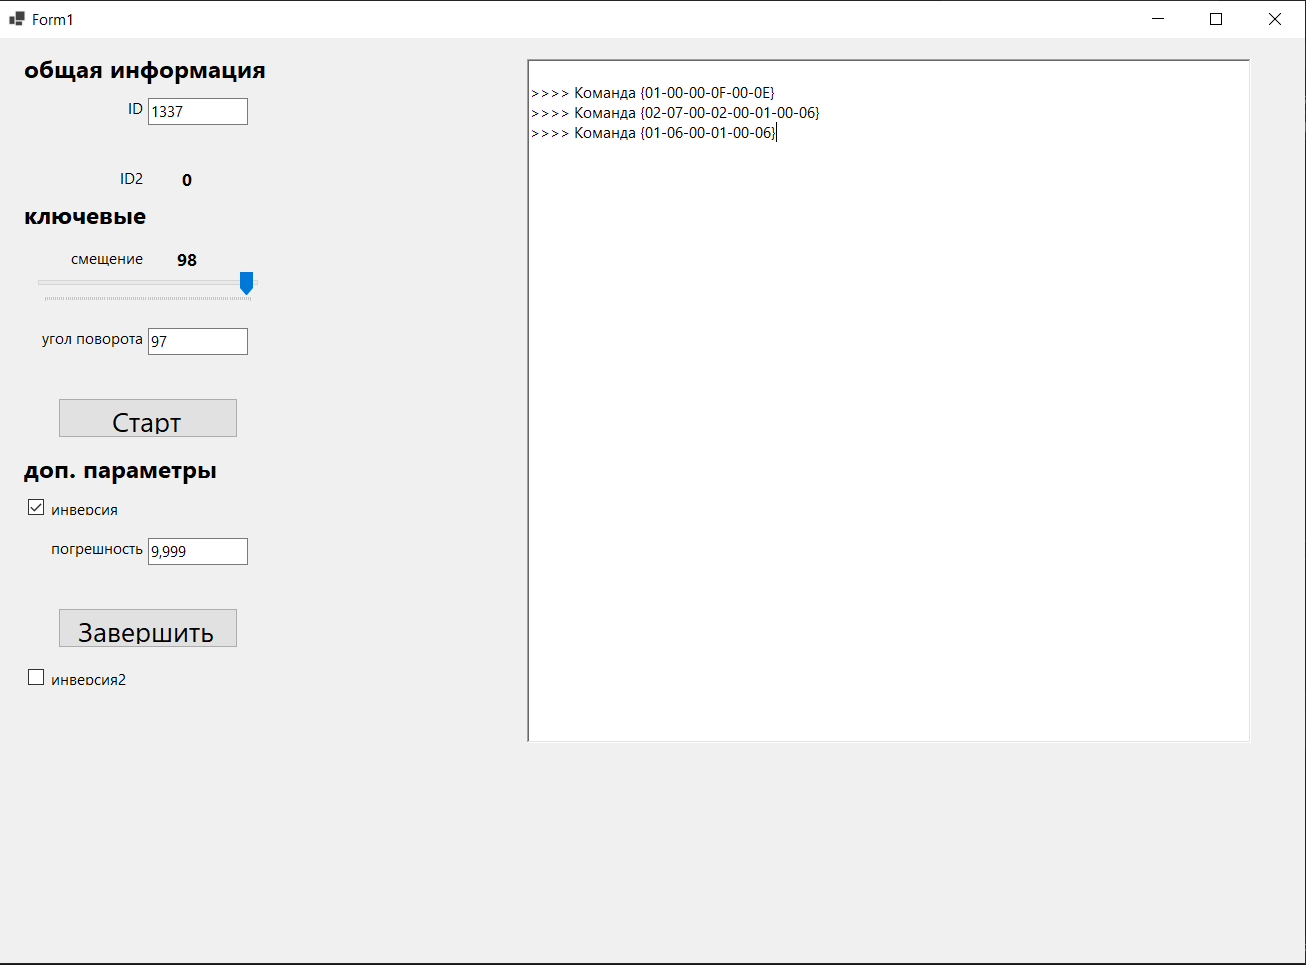 Form1
общая информация
ID 1337
ID2 0
ключевые
смещение 98
угол поворота 97
Старт
доп. параметры
инверсия
погрешность 9,999
Завершить
инверсия2
>>>> Команда {01-00-00-0F-00-0E}
>>>> Команда {02-07-00-02-00-01-00-06}
>>>> Команда {01-06-00-01-00-06}